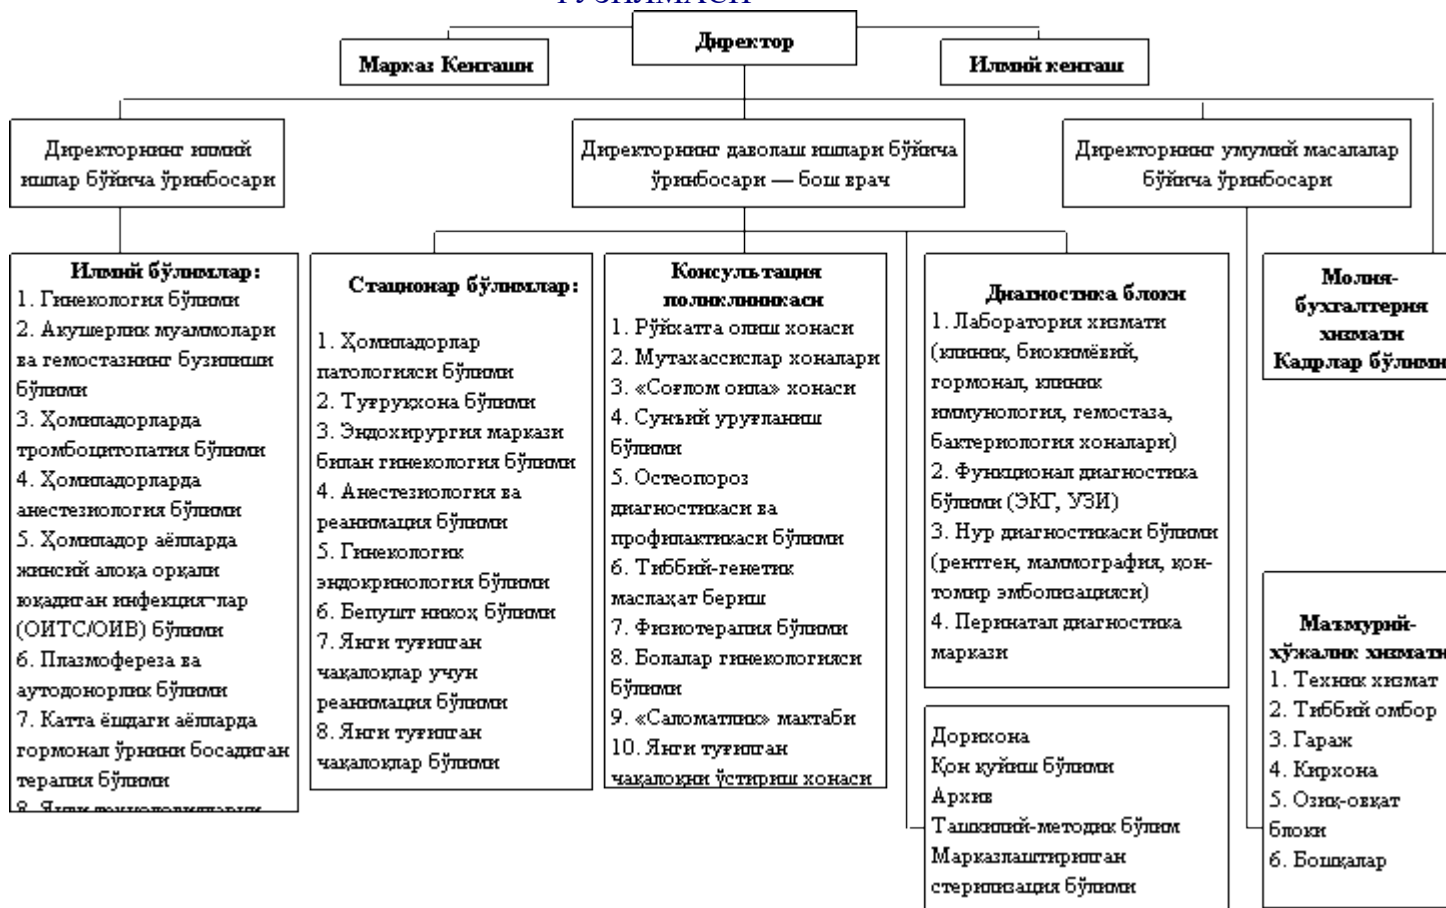 ТУЗИЛМАСИ
Директор
Марказ Кенгаши
Илмий кенгаш
Директорнинг илмий
ишлар бўйича ўринбосари
Директорнинг даволаш ишлари бўйича
ўринбосари — бош врач
Директорнинг умумий масалалар
бўйича ўринбосари
Илмий бўлимлар:
1. Гинекология бўлими
2. Акушерлик муаммолари
ва гемостазнинг бузилиши
бўлими
3. Ҳомиладорларда
тромбоцитопатия бўлими
4. Ҳомиладорларда
анестезиология бўлими
5. Ҳомиладор аёлларда
жинсий алоқа орқали
юқадиган инфекция¬лар
(ОИТС/ОИВ) бўлими
6. Плазмофереза ва
аутодонорлик бўлими
7. Катта ёшдаги аёлларда
гормонал ўрнини босадиган
терапия бўлими
8. Янги технологияларни
Стационар бўлимлар:
1. Ҳомиладорлар
патологияси бўлими
2. Туғруқхона бўлими
3. Эндохирургия маркази
билан гинекология бўлими
4. Анестезиология ва
реанимация бўлими
5. Гинекологик
эндокринология бўлими
6. Бепушт никоҳ бўлими
7. Янги туғилган
чақалоқлар учун
реанимация бўлими
8. Янги туғилган
чақалоқлар бўлими
Консультация
поликлиникаси
1. Рўйхатга олиш хонаси
2. Мутахассислар хоналари
3. «Соғлом оила» хонаси
4. Сунъий уруғланиш
бўлими
5. Остеопороз
диагностикаси ва
профилактикаси бўлими
6. Тиббий-генетик
маслаҳат бериш
7. Физиотерапия бўлими
8. Болалар гинекологияси
бўлими
9. «Саломатлик» мактаби
10. Янги туғилган
чақалоқни ўстириш хонаси
Диагностика блоки
1. Лаборатория хизмати
(клиник, биокимёвий,
гормонал, клиник
иммунология, гемостаза,
бактериология хоналари)
2. Функционал диагностика
бўлими (ЭКГ, УЗИ)
3. Нур диагностикаси бўлими
(рентген, маммография, қон-
томир эмболизацияси)
4. Перинатал диагностика
маркази
Дорихона
Қон қуйиш бўлими
Архив
Ташкилий-методик бўлим
Марказлаштирилган
стерилизация бўлими
Молия-
бухгалтерия
хизмати
Кадрлар бўлими
Маъмурий-
хўжалик хизмати
1. Техник хизмат
2. Тиббий омбор
3. Гараж
4. Кирхона
5. Озиқ-овқат
блоки
6. Бошқалар